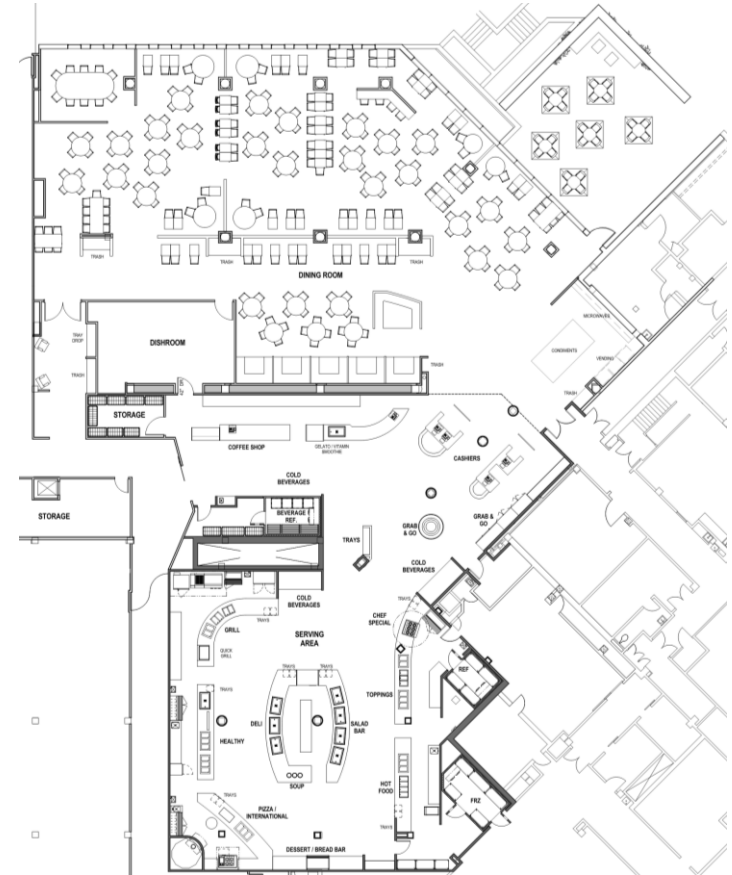 TRASH
TRASH
TRASH
DINING ROOM
MICROWAVES
TRAY
DROP
DISHROOM
CONDIMENTS
VENDING
TRASH
TRASH
TRASH
STORAGE
COFFEE SHOP
GELATO / VITAMIN
SMOOTHIE
CASHIERS
COLD
BEVERAGES
STORAGE
BEVERAGE
REF.
GRAB &
GO
GRAB
& GO
TRAYS
COLD
BEVERAGES
COLD
BEVERAGES
TRAYS
CHEF
SPECIAL
TRAYS
GRILL
SERVING
AREA
QUICK
GRILL
REF
TRAYS
TRAYS
TRAYS
TOPPINGS
DELI
SALAD
BAR
HEALTHY
SOUP
HOT
FOOD
TRAYS
FRZ
PIZZA /
INTERNATIONAL
TRAYS
DESSERT / BREAD BAR